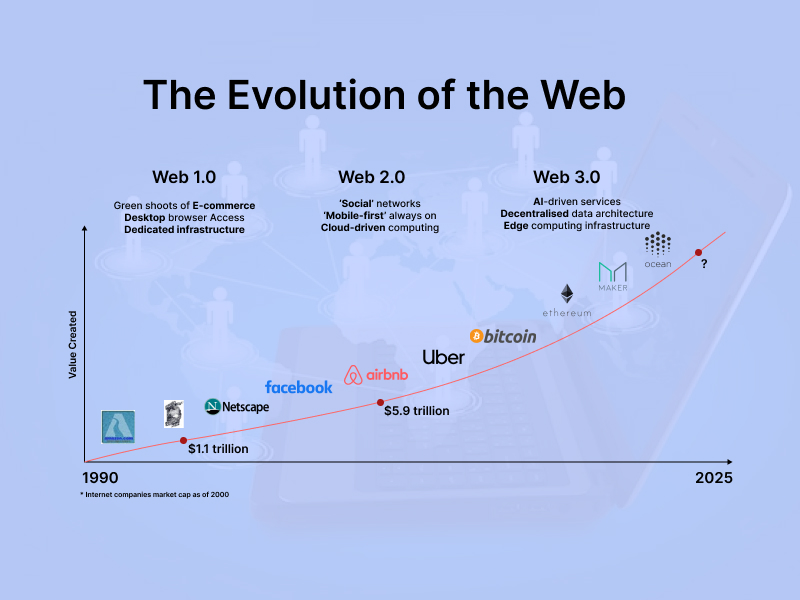 The Evolution of the Web
Web 1.0
Green shoots of E-commerce
Desktop browser Access
Dedicated infrastructure
Web 2.0
‘Social’ networks
‘Mobile-first’ always on
Cloud-driven computing
Web 3.0
AI-driven services
Decentralised data architecture
Edge computing infrastructure
Value Created
ocean
?
MAKER
ethereum
bitcoin
Uber
airbnb
facebook
$5.9 trillion
Netscape
$1.1 trillion
1990
2025
* Internet companies market cap as of 2000